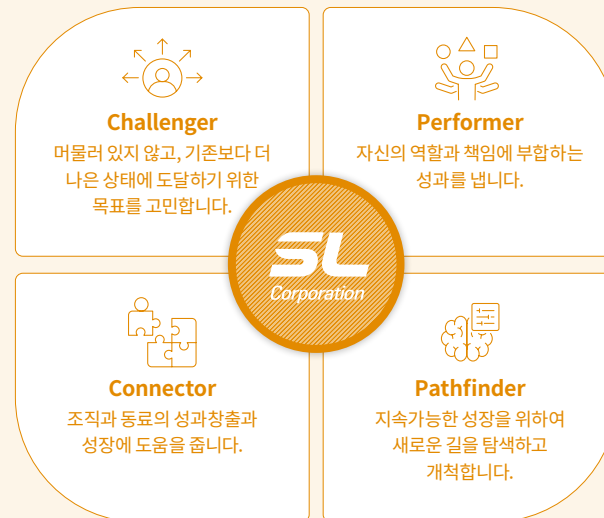 Challenger
머물러 있지 않고, 기존보다 더
나은 상태에 도달하기 위한
목표를 고민합니다.
Performer
자신의 역할과 책임에 부합하는
성과를 냅니다.
SL
Corporation
Connector
조직과 동료의 성과창출과
성장에 도움을 줍니다.
Pathfinder
지속가능한 성장을 위하여
새로운 길을 탐색하고
개척합니다.